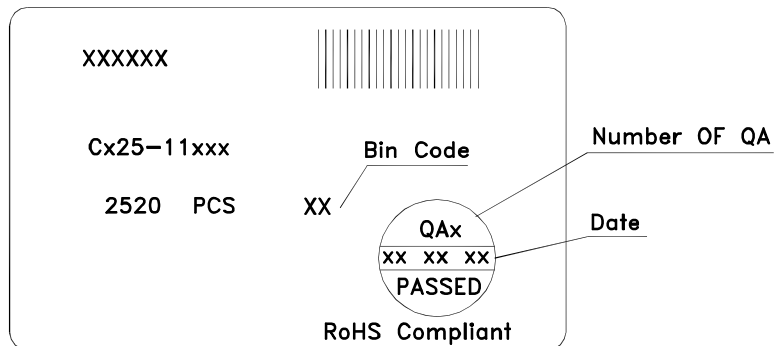 XXXXXX
Cx25-11xxx
Bin Code
Number OF QA
2520 PCS XX
QAx
Date
XX XX XX
PASSED
RoHS Compliant